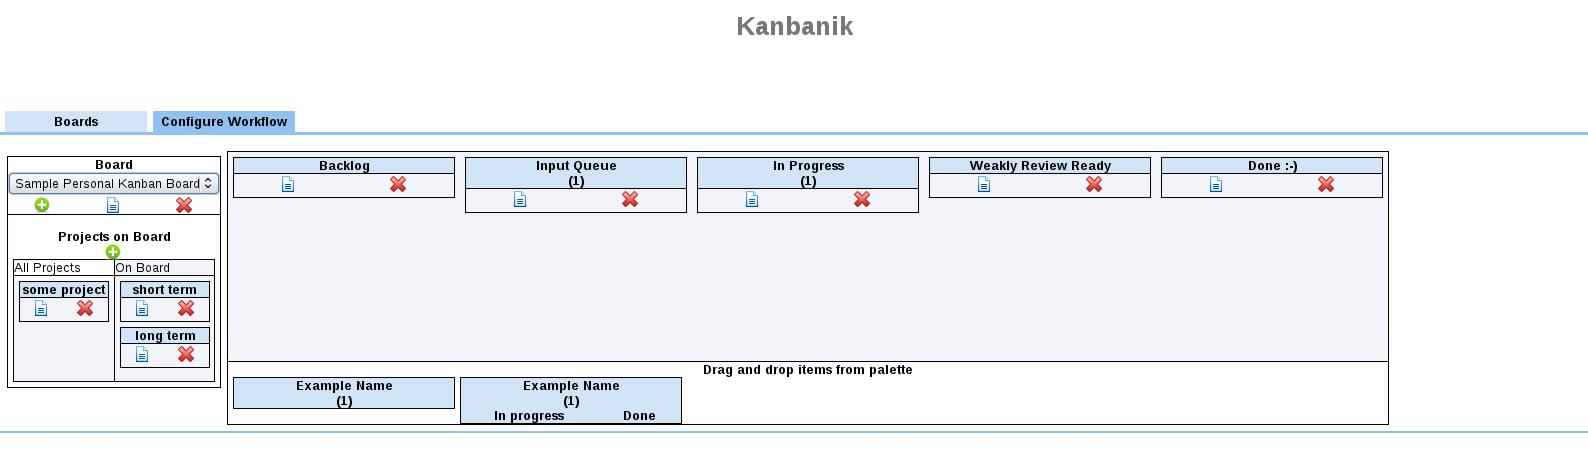 Kanbanik
Boards
Configure Workflow
Board
Sample Personal Kanban Board
Projects on Board
All Projects
On Board
some project
short term
long term
Backlog
Input Queue
(1)
In Progress
(1)
Weakly Review Ready
Done :-)
Drag and drop items from palette
Example Name
(1)
Example Name
(1)
In progress
Done